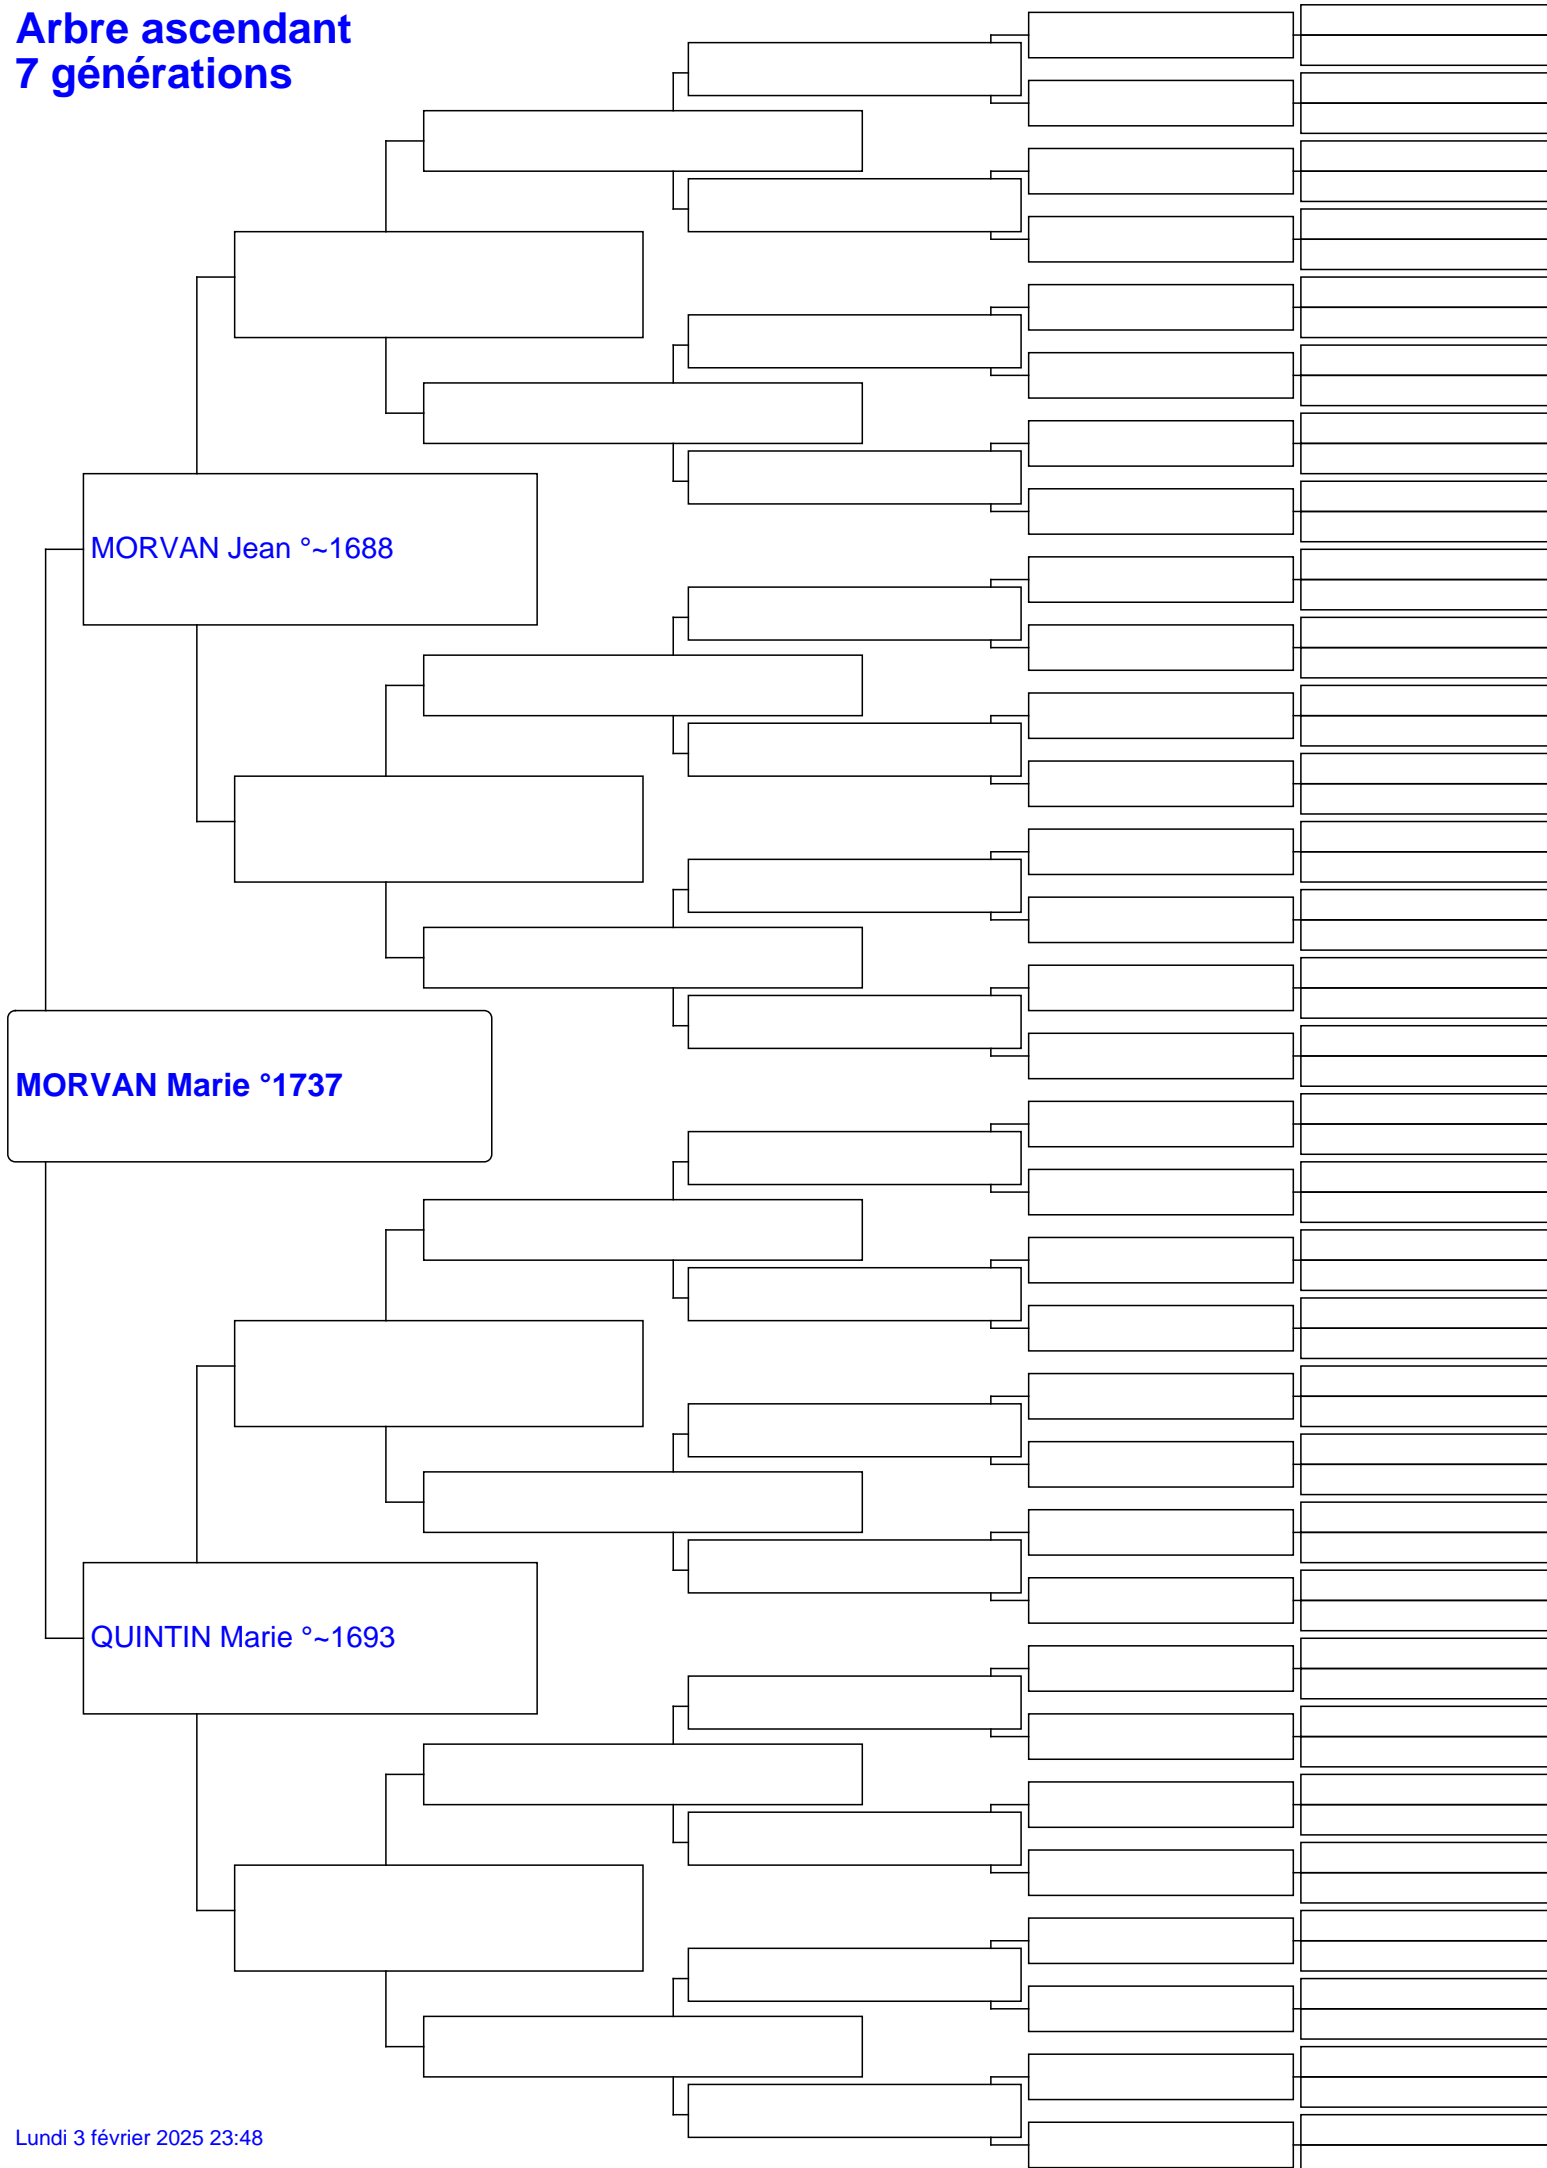 Arbre ascendant
7 générations
MORVAN Jean °~1688
MORVAN Marie °1737
QUINTIN Marie °~1693
Lundi 3 février 2025 23:48